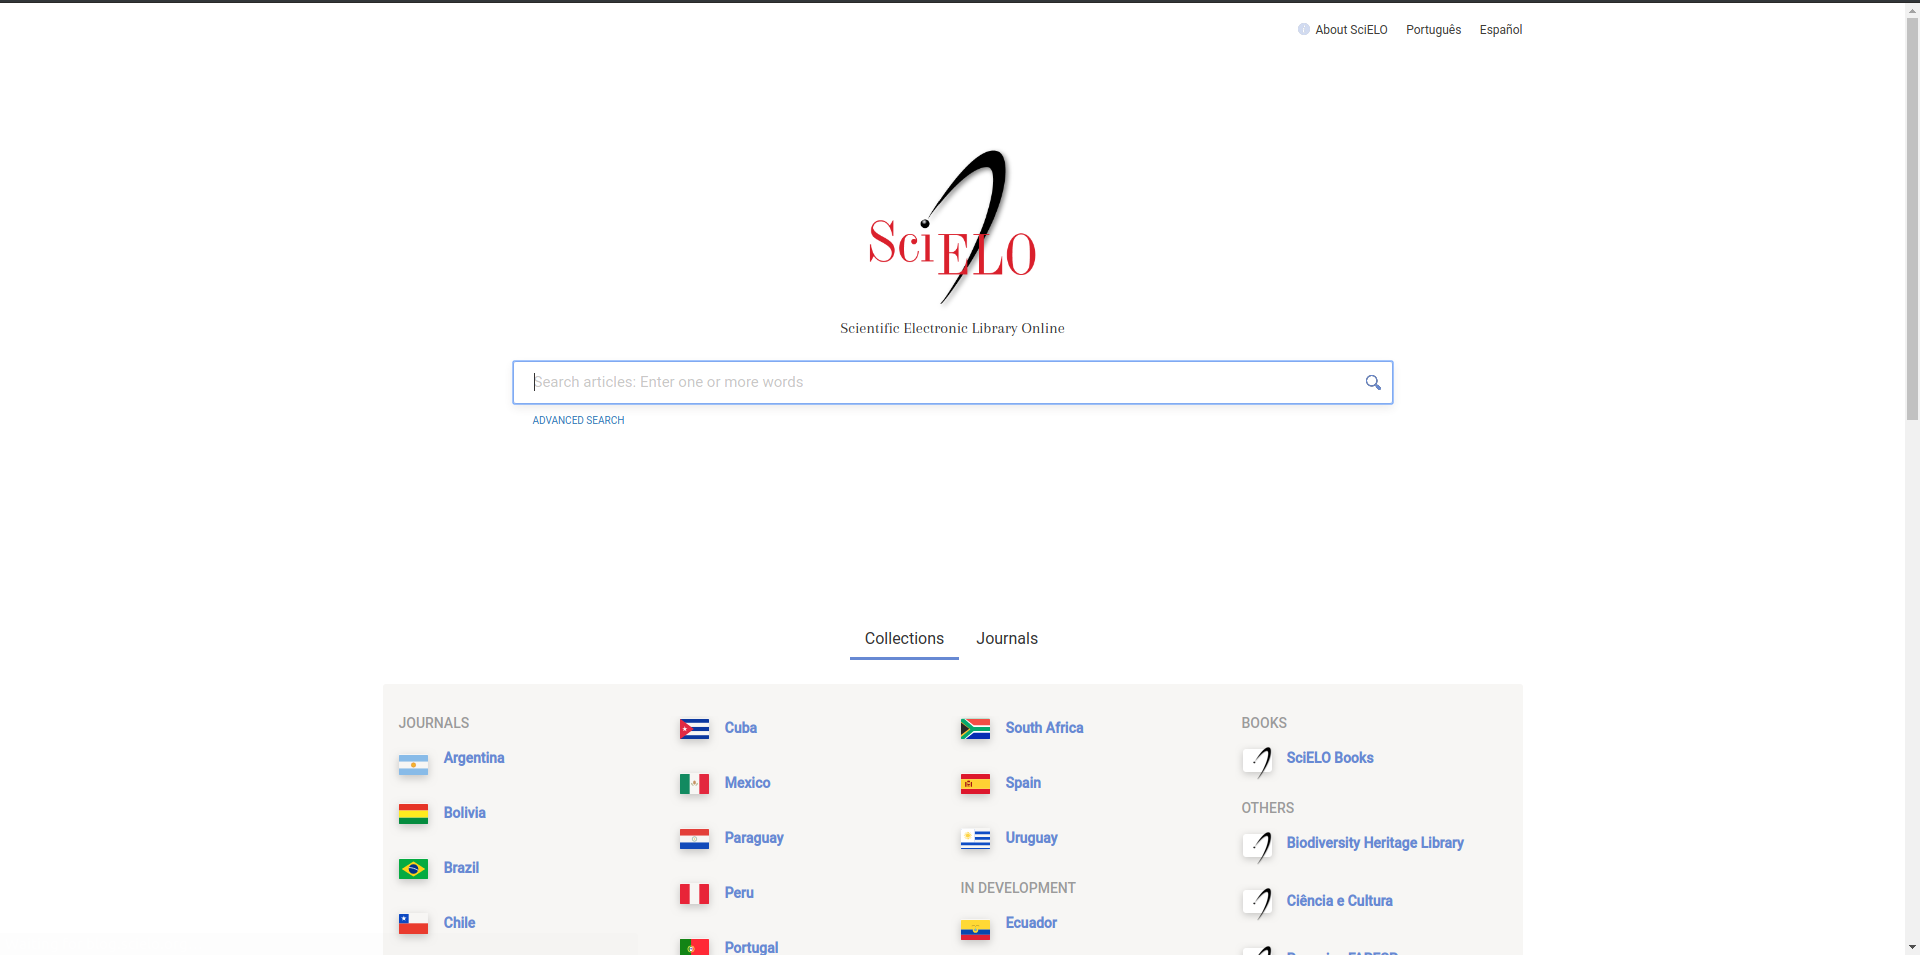 About SciELO Português Español
SciELO
Scientific Electronic Library Online
Search articles: Enter one or more words
ADVANCED SEARCH
Collections Journals
JOURNALS
Argentina
Bolivia
Brazil
Chile
Cuba
Mexico
Paraguay
Peru
Portugal
South Africa
Spain
Uruguay
IN DEVELOPMENT
Ecuador
BOOKS
SciELO Books
OTHERS
Biodiversity Heritage Library
Ciência e Cultura